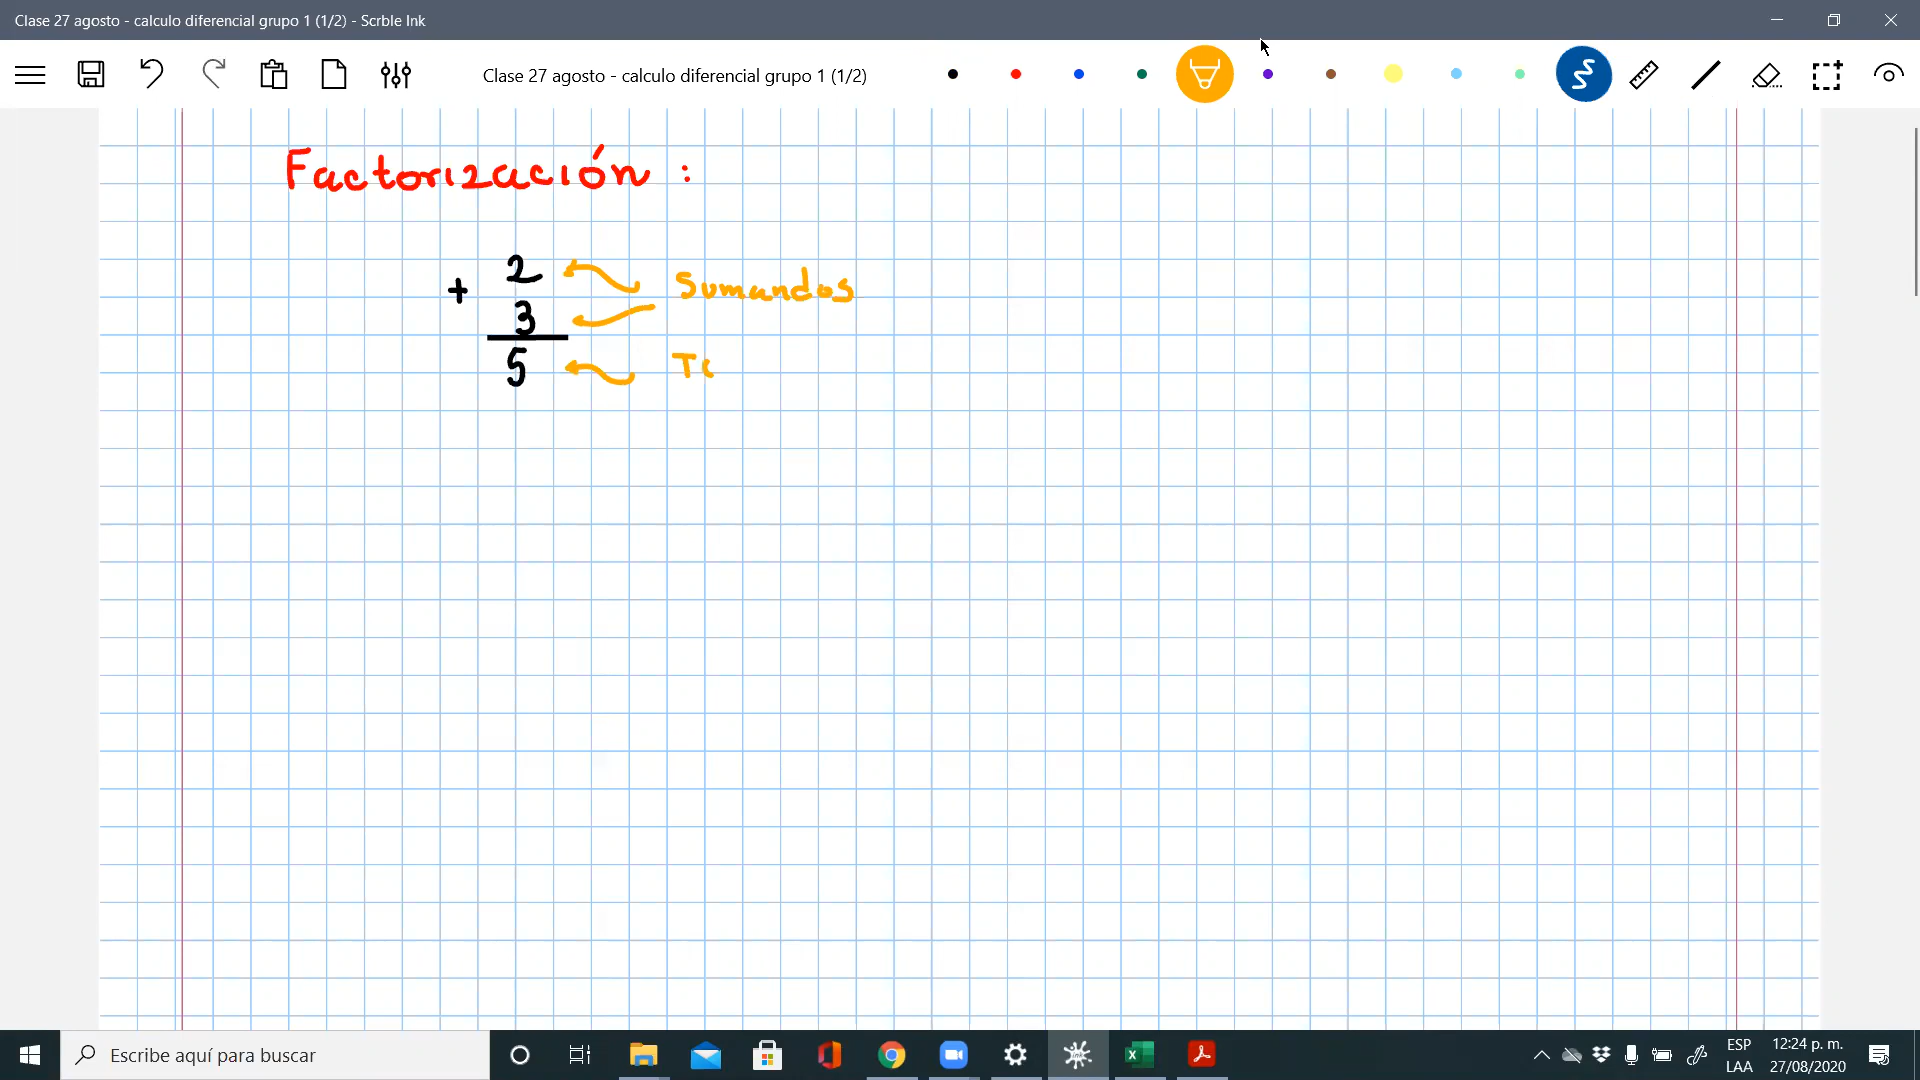 Clase 27 agosto - calculo diferencial grupo 1 (1/2) - Scrble Ink
Clase 27 agosto - calculo diferencial grupo 1 (1/2)
Factorización :
2
+
Sumandos
3
5
Escribe aquí para buscar
ESP
12:24 p. m.
LAA
27/08/2020